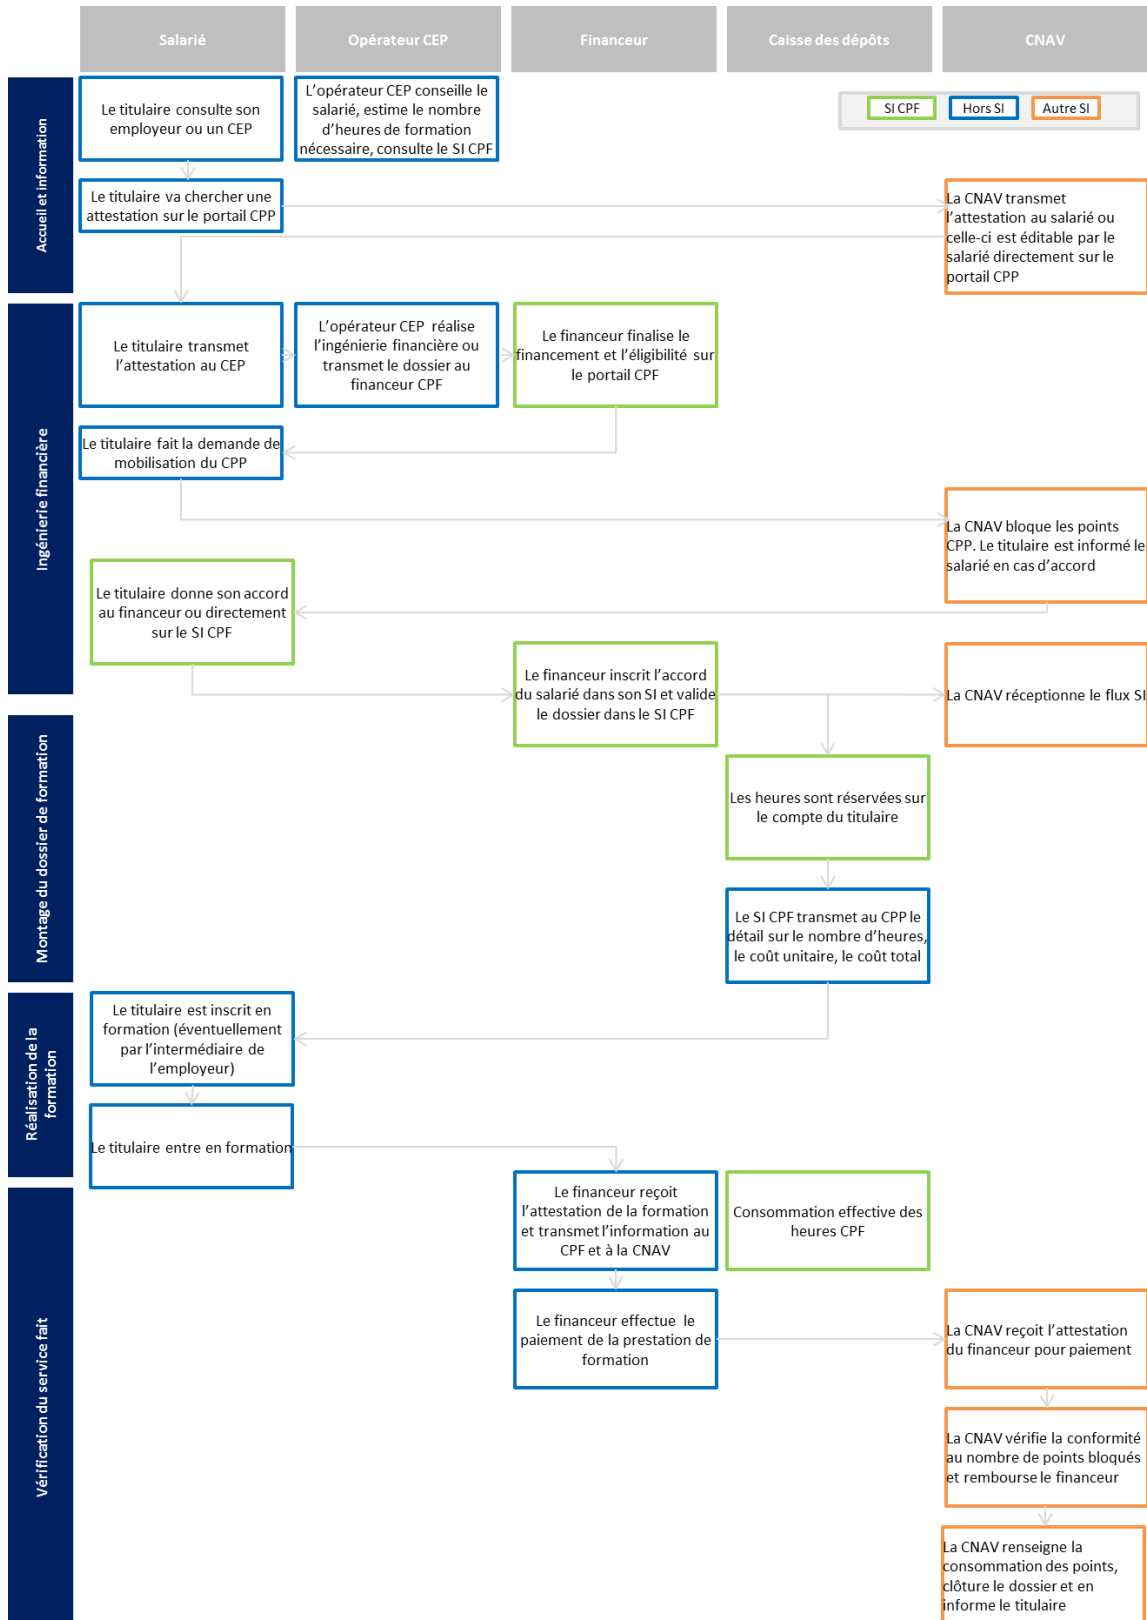 Salarié
Opérateur CEP
Financeur
Caisse des dépôts
CNAV
SI CPF
Hors SI
Autre SI
Accueil et information
Le titulaire consulte son
employeur ou un CEP
L’opérateur CEP conseille le
salarié, estime le nombre
d’heures de formation
nécessaire, consulte le SI CPF
Le titulaire va chercher une
attestation sur le portail CPP
La CNAV transmet
l’attestation au salarié ou
celle-ci est éditable par le
salarié directement sur le
portail CPP
Ingénierie financière
Le titulaire transmet
l’attestation au CEP
L’opérateur CEP réalise
l’ingénierie financière ou
transmet le dossier au
financeur CPF
Le financeur finalise le
financement et l’éligibilité sur
le portail CPF
Le titulaire fait la demande de
mobilisation du CPP
La CNAV bloque les points
CPP. Le titulaire est informé le
salarié en cas d’accord
Le titulaire donne son accord
au financeur ou directement
sur le SI CPF
Le financeur inscrit l’accord
du salarié dans son SI et valide
le dossier dans le SI CPF
La CNAV réceptionne le flux SI
Montage du dossier de formation
Les heures sont réservées sur
le compte du titulaire
Le SI CPF transmet au CPP le
détail sur le nombre d’heures,
le coût unitaire, le coût total
Réalisation de la
formation
Le titulaire est inscrit en
formation (éventuellement
par l’intermédiaire de
l’employeur)
Le titulaire entre en formation
Vérification du service fait
Le financeur reçoit
l’attestation de la formation
et transmet l’information au
CPF et à la CNAV
Consommation effective des
heures CPF
Le financeur effectue le
paiement de la prestation de
formation
La CNAV reçoit l’attestation
du financeur pour paiement
La CNAV vérifie la conformité
au nombre de points bloqués
et rembourse le financeur
La CNAV renseigne la
consommation des points,
clôture le dossier et en
informe le titulaire